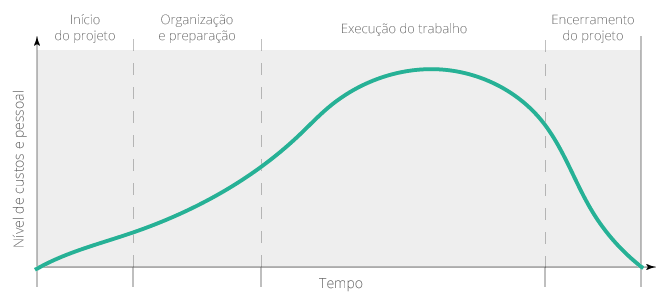 Início
do projeto
Organização
e preparação
Execução do trabalho
Encerramento
do projeto
Nível de custos e pessoal
Tempo